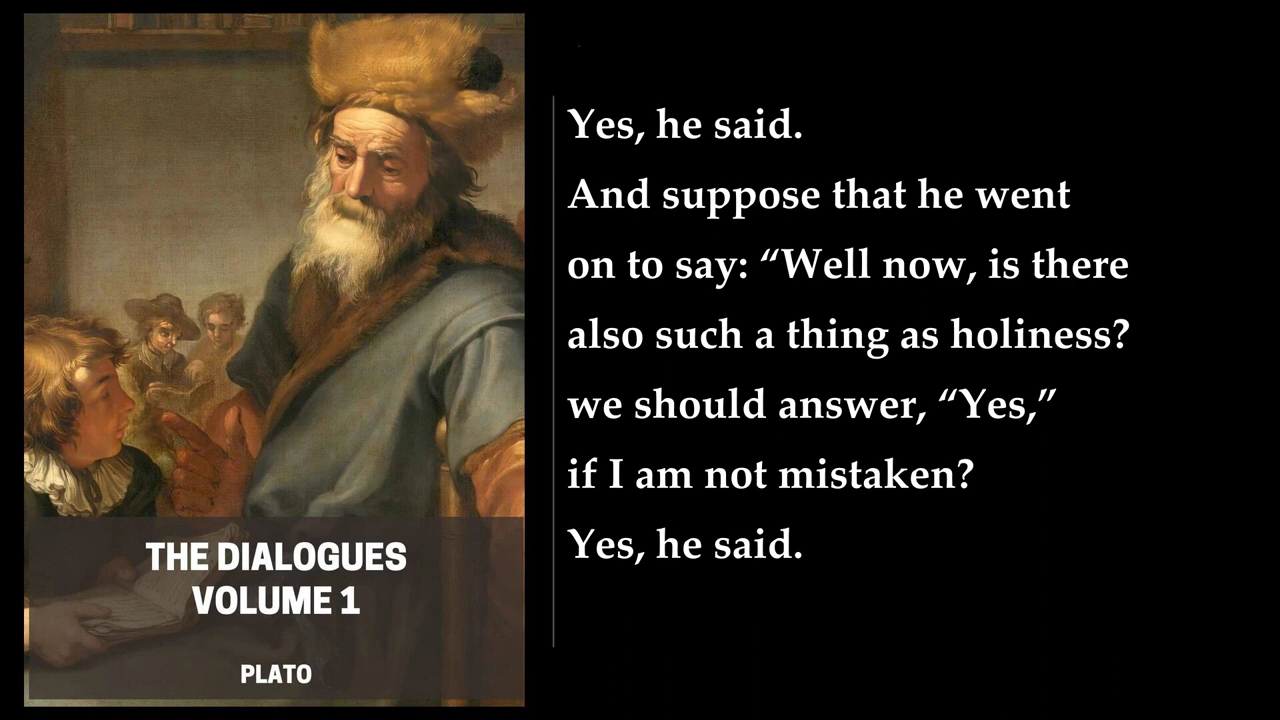 THE DIALOGUES
VOLUME 1
PLATO
Yes, he said.
And suppose that he went
on to say: “Well now, is there
also such a thing as holiness?
we should answer, “Yes,”
if I am not mistaken?
Yes, he said.